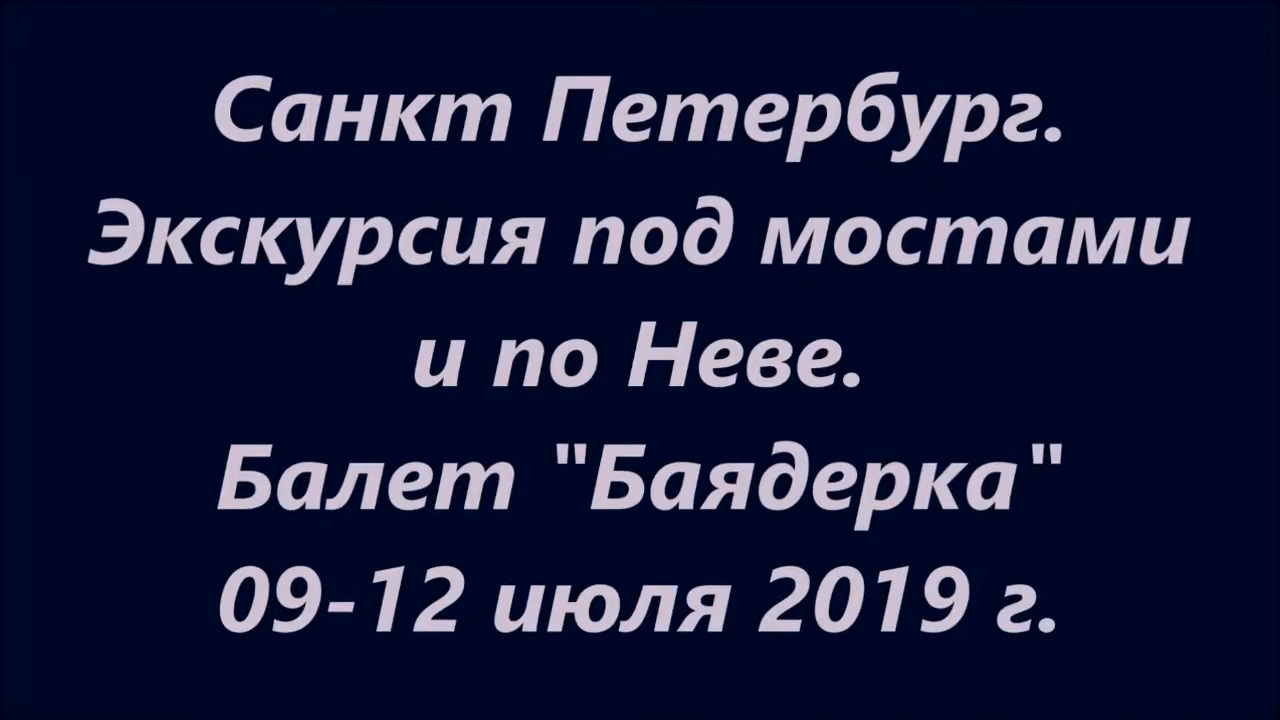 Санкт Петербург.
Экскурсия под мостами
и по Неве.
Балет "Баядерка"
09-12 июля 2019 г.